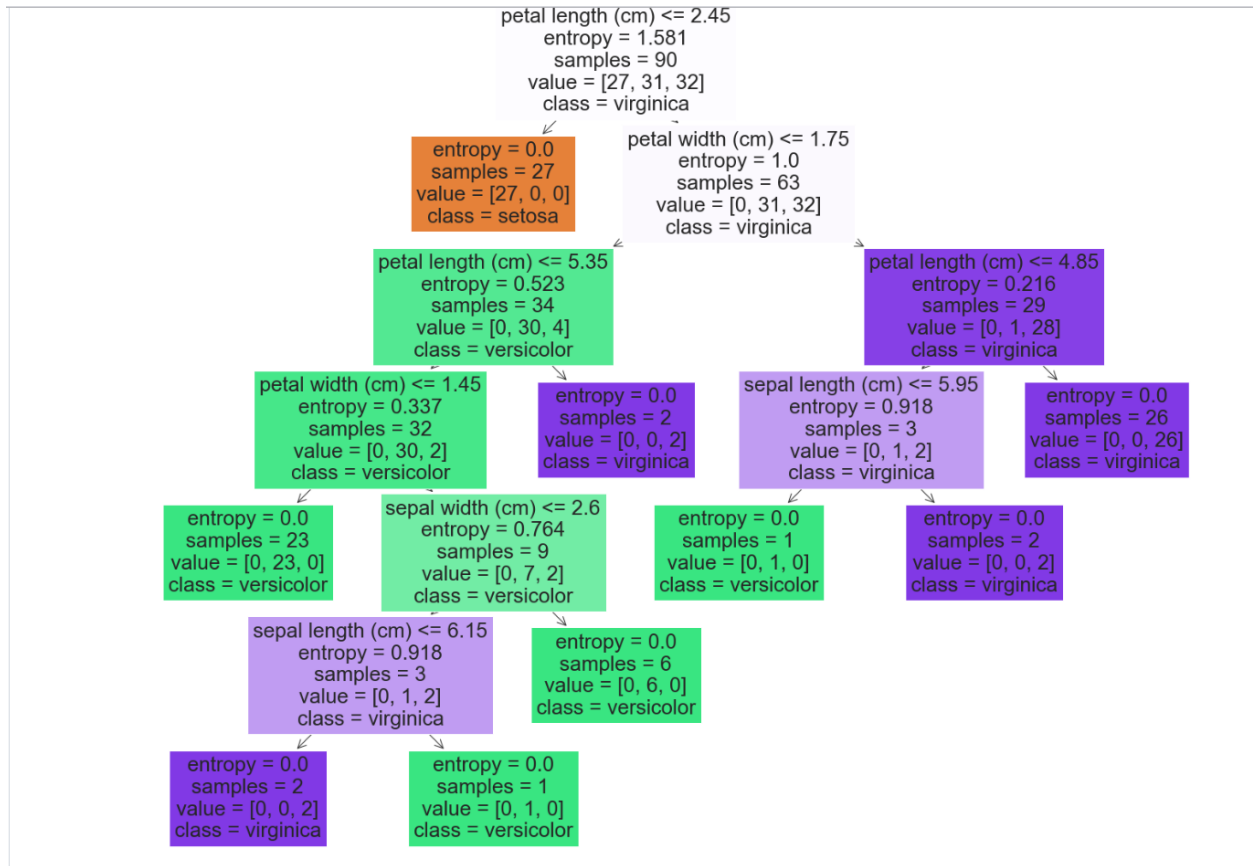 petal length (cm) <= 2.45
entropy = 1.581
samples = 90
value = [27, 31, 32]
class = virginica
entropy = 0.0
samples = 27
value = [27, 0, 0]
class = setosa
petal width (cm) <= 1.75
entropy = 1.0
samples = 63
value = [0, 31, 32]
class = virginica
petal length (cm) <= 5.35
entropy = 0.523
samples = 34
value = [0, 30, 4]
class = versicolor
petal length (cm) <= 4.85
entropy = 0.216
samples = 29
value = [0, 1, 28]
class = virginica
petal width (cm) <= 1.45
entropy = 0.337
samples = 32
value = [0, 30, 2]
class = versicolor
entropy = 0.0
samples = 2
value = [0, 0, 2]
class = virginica
sepal length (cm) <= 5.95
entropy = 0.918
samples = 3
value = [0, 1, 2]
class = virginica
entropy = 0.0
samples = 26
value = [0, 0, 26]
class = virginica
entropy = 0.0
samples = 23
value = [0, 23, 0]
class = versicolor
sepal width (cm) <= 2.6
entropy = 0.764
samples = 9
value = [0, 7, 2]
class = versicolor
entropy = 0.0
samples = 1
value = [0, 1, 0]
class = versicolor
entropy = 0.0
samples = 2
value = [0, 0, 2]
class = virginica
sepal length (cm) <= 6.15
entropy = 0.918
samples = 3
value = [0, 1, 2]
class = virginica
entropy = 0.0
samples = 6
value = [0, 6, 0]
class = versicolor
entropy = 0.0
samples = 2
value = [0, 0, 2]
class = virginica
entropy = 0.0
samples = 1
value = [0, 1, 0]
class = versicolor